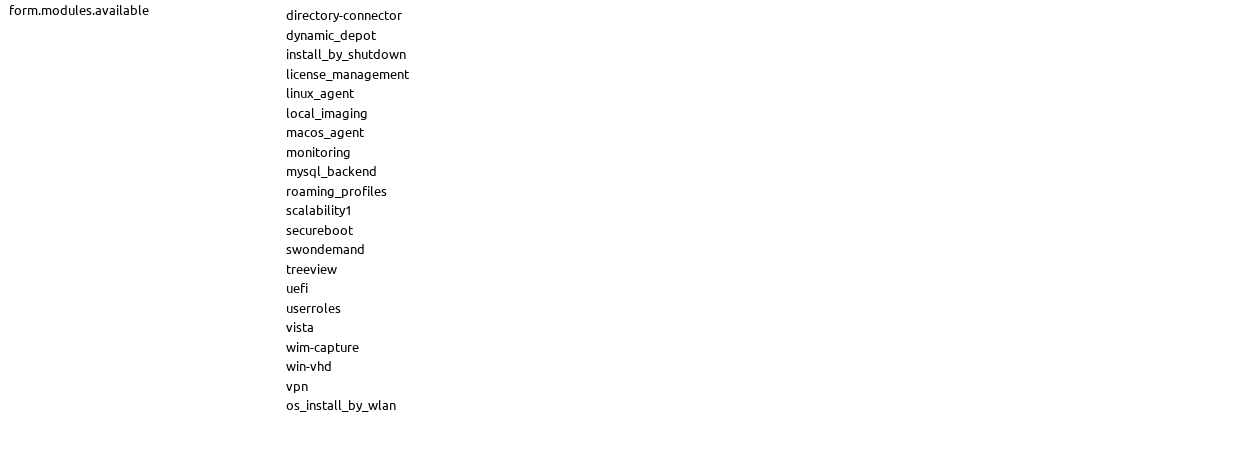 form.modules.available
directory-connector
dynamic_depot
install_by_shutdown
license_management
linux_agent
local_imaging
macos_agent
monitoring
mysql_backend
roaming_profiles
scalability1
secureboot
swondemand
treeview
uefi
userroles
vista
wim-capture
win-vhd
vpn
os_install_by_wlan